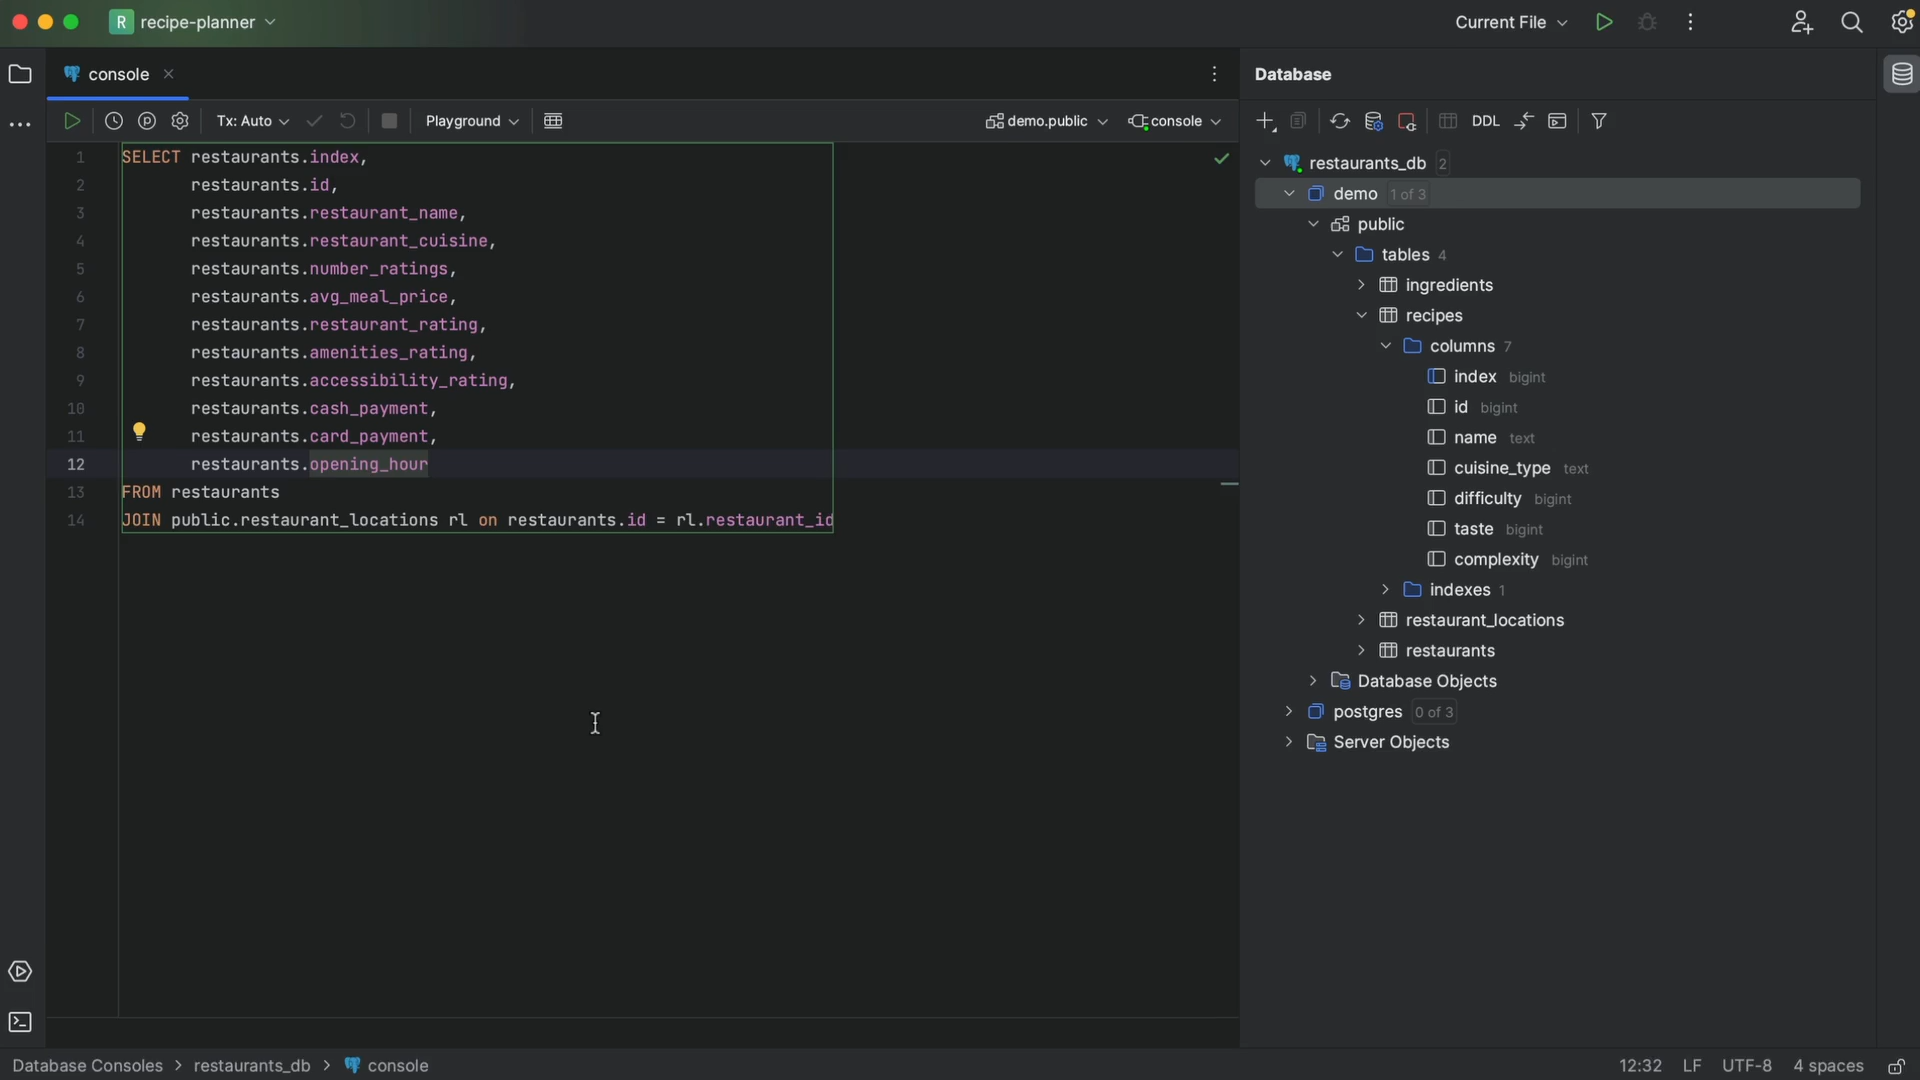 R recipe-planner
Current File
console
Database
Tx: Auto
Playground
demo.public
console
DDL
1 SELECT restaurants.index,
2 restaurants.id,
3 restaurants.restaurant_name,
4 restaurants.restaurant_cuisine,
5 restaurants.number_ratings,
6 restaurants.avg_meal_price,
7 restaurants.restaurant_rating,
8 restaurants.amenities_rating,
9 restaurants.accessibility_rating,
10 restaurants.cash_payment,
11 restaurants.card_payment,
12 restaurants.opening_hour
13 FROM restaurants
14 JOIN public.restaurant_locations rl on restaurants.id = rl.restaurant_id
restaurants_db 2
demo 1 of 3
public
tables 4
ingredients
recipes
columns 7
index bigint
id bigint
name text
cuisine_type text
difficulty bigint
taste bigint
complexity bigint
indexes 1
restaurant_locations
restaurants
Database Objects
postgres 0 of 3
Server Objects
Database Consoles > restaurants_db > console
12:32 LF UTF-8 4 spaces